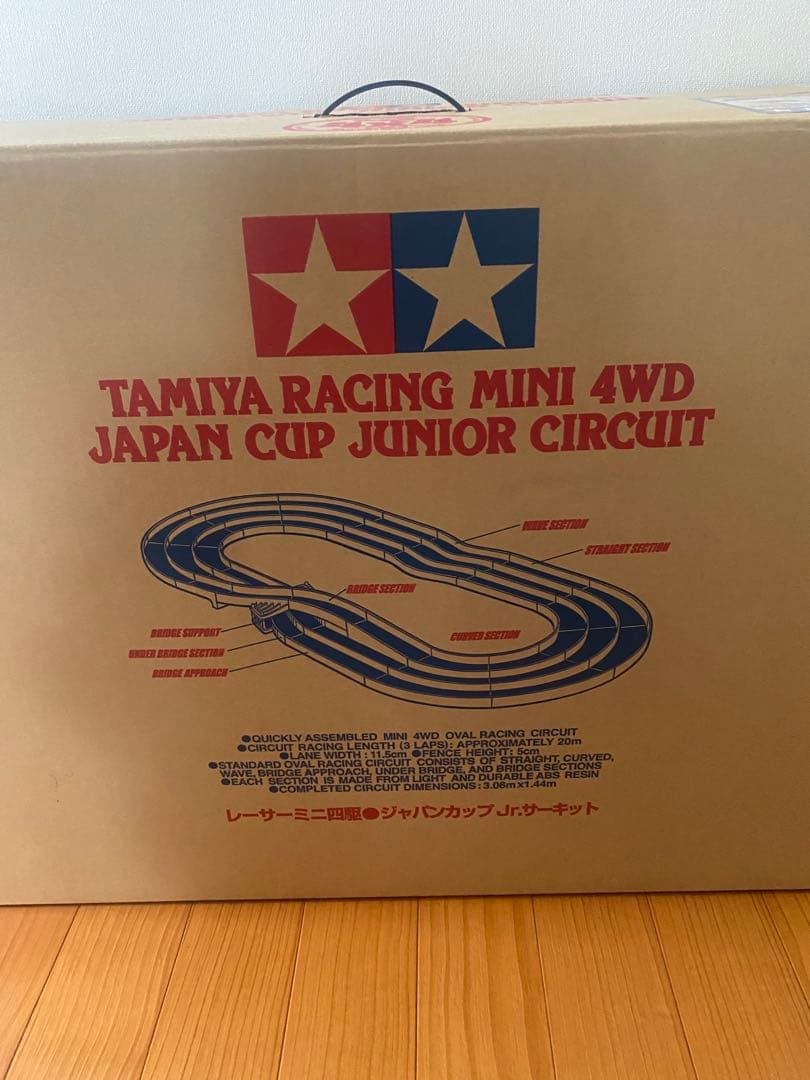 TAMIYA RACING MINI 4WD
JAPAN CUP JUNIOR CIRCUIT
WAVE SECTION
STRAIGHT SECTION
BRIDGE SECTION
BRIDGE SUPPORT
CURVED SECTION
UNDER BRIDGE SECTION
BRIDGE APPROACH
●QUICKLY ASSEMBLED MINI 4WD OVAL RACING CIRCUIT
●CIRCUIT RACING LENGTH (3 LAPS): APPROXIMATELY 20m
●LANE WIDTH : 11.5cm ●FENCE HEIGHT: 5cm
●STANDARD OVAL RACING CIRCUIT CONSISTS OF STRAIGHT, CURVED,
WAVE, BRIDGE APPROACH, UNDER BRIDGE, AND BRIDGE SECTIONS
●EACH SECTION IS MADE FROM LIGHT AND DURABLE ABS RESIN
●COMPLETED CIRCUIT DIMENSIONS : 3.06m×1.44m
レーサーミニ四駆●ジャパンカップ Jr.サーキット